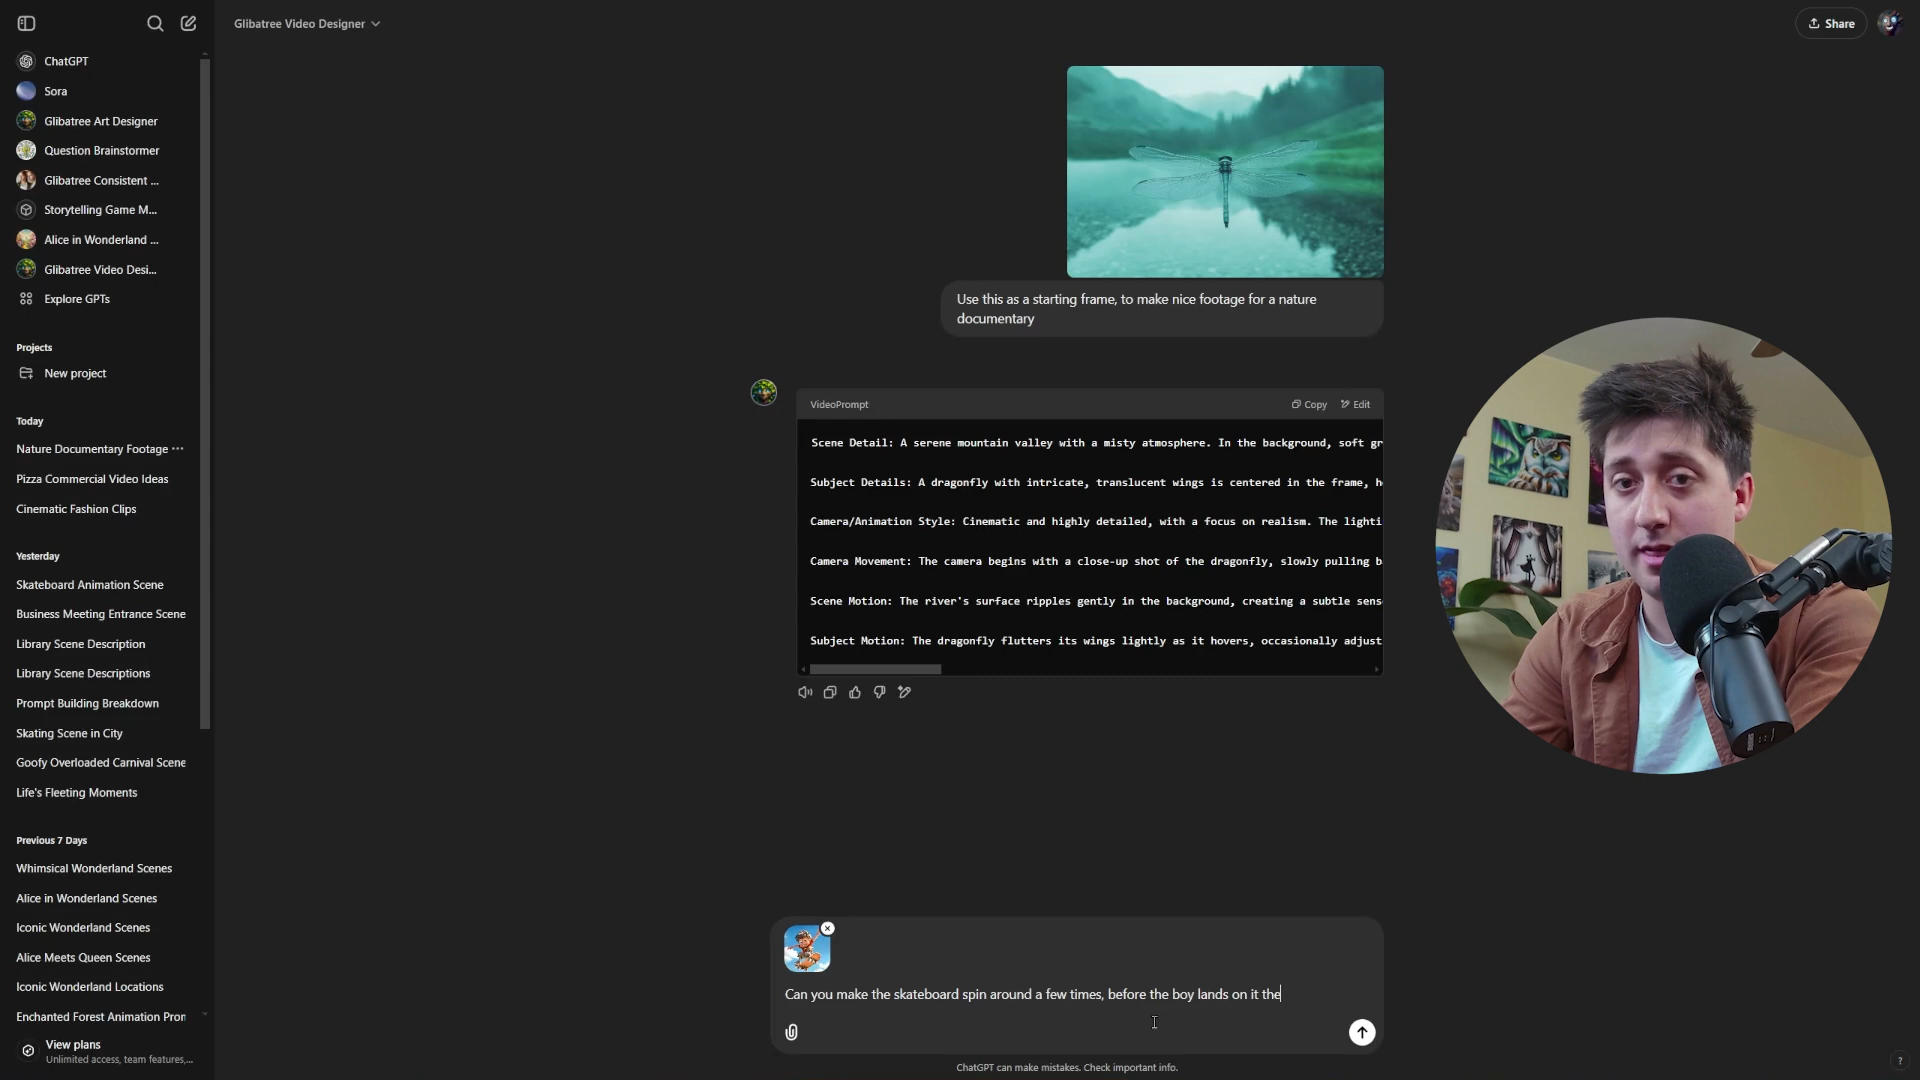 Glibatree Video Designer
Share
ChatGPT
Sora
Glibatree Art Designer
Question Brainstormer
Glibatree Consistent ...
Storytelling Game M...
Alice in Wonderland ...
Glibatree Video Desi...
Explore GPTs
Projects
New project
Today
Nature Documentary Footage ···
Pizza Commercial Video Ideas
Cinematic Fashion Clips
Yesterday
Skateboard Animation Scene
Business Meeting Entrance Scene
Library Scene Description
Library Scene Descriptions
Prompt Building Breakdown
Skating Scene in City
Goofy Overloaded Carnival Scene
Life's Fleeting Moments
Previous 7 Days
Whimsical Wonderland Scenes
Alice in Wonderland Scenes
Iconic Wonderland Scenes
Alice Meets Queen Scenes
Iconic Wonderland Locations
Enchanted Forest Animation Pron
View plans
Unlimited access, team features,...
Use this as a starting frame, to make nice footage for a nature
documentary
VideoPrompt
Copy
Edit
Scene Detail: A serene mountain valley with a misty atmosphere. In the background, soft gr
Subject Details: A dragonfly with intricate, translucent wings is centered in the frame, h
Camera/Animation Style: Cinematic and highly detailed, with a focus on realism. The lighti
Camera Movement: The camera begins with a close-up shot of the dragonfly, slowly pulling b
Scene Motion: The river's surface ripples gently in the background, creating a subtle sens
Subject Motion: The dragonfly flutters its wings lightly as it hovers, occasionally adjust
Can you make the skateboard spin around a few times, before the boy lands on it the
ChatGPT can make mistakes. Check important info.
?